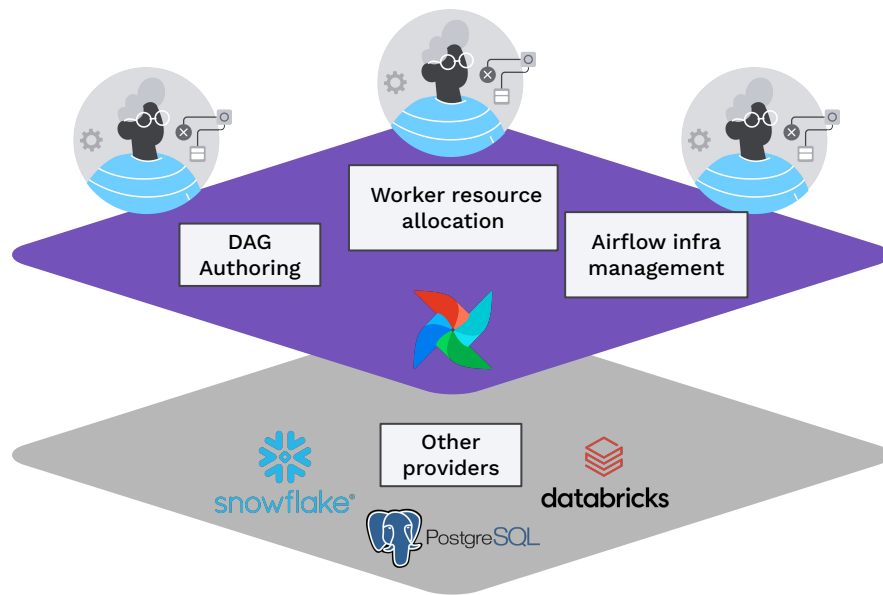 Worker resource
allocation
DAG
Authoring
Airflow infra
management
Other
providers
snowflake®
databricks
PostgreSQL